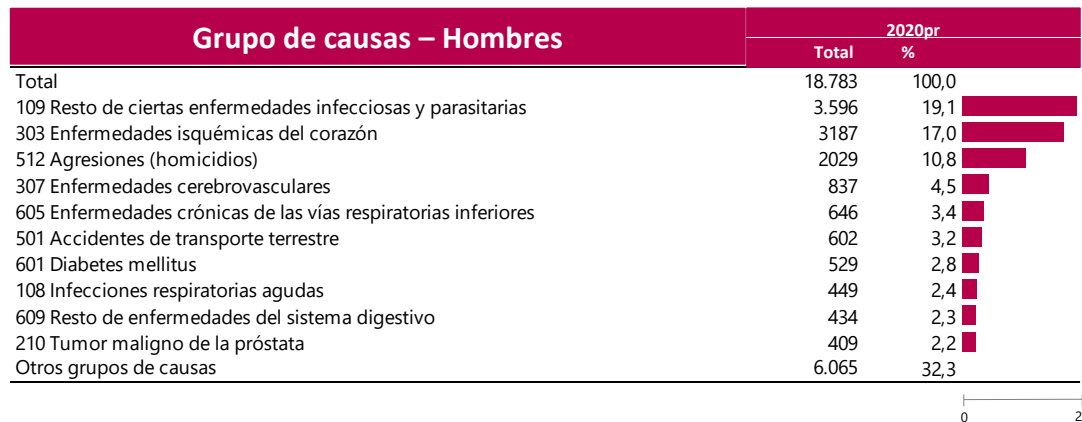 Grupo de causas – Hombres
2020pr
Total %
Total 18.783 100,0
109 Resto de ciertas enfermedades infecciosas y parasitarias 3.596 19,1
303 Enfermedades isquémicas del corazón 3187 17,0
512 Agresiones (homicidios) 2029 10,8
307 Enfermedades cerebrovasculares 837 4,5
605 Enfermedades crónicas de las vías respiratorias inferiores 646 3,4
501 Accidentes de transporte terrestre 602 3,2
601 Diabetes mellitus 529 2,8
108 Infecciones respiratorias agudas 449 2,4
609 Resto de enfermedades del sistema digestivo 434 2,3
210 Tumor maligno de la próstata 409 2,2
Otros grupos de causas 6.065 32,3
0 2